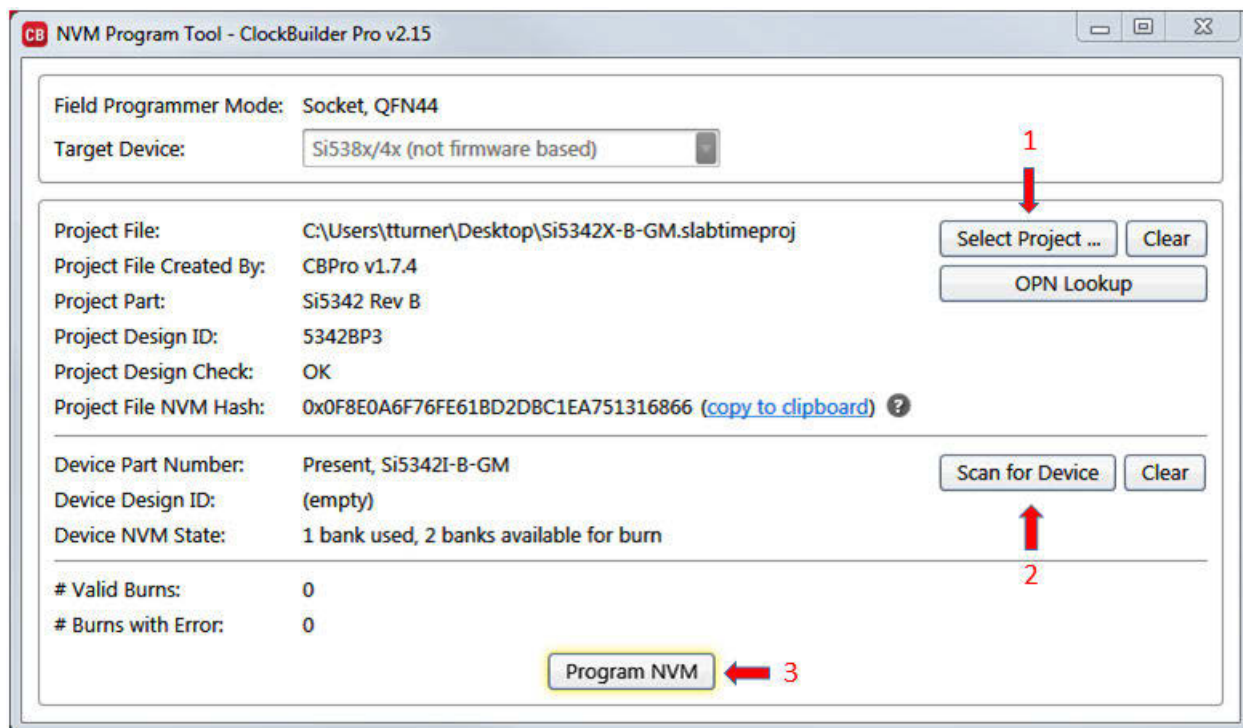 CB NVM Program Tool - ClockBuilder Pro v2.15
Field Programmer Mode: Socket, QFN44
Target Device: Si538x/4x (not firmware based)
1
Project File: C:\Users\tturner\Desktop\Si5342X-B-GM.slabtimeproj Select Project ... Clear
Project File Created By: CBPro v1.7.4
OPN Lookup
Project Part: Si5342 Rev B
Project Design ID: 5342BP3
Project Design Check: OK
Project File NVM Hash: 0x0F8E0A6F76FE61BD2DBC1EA751316866 (copy to clipboard) ?
Device Part Number: Present, Si5342I-B-GM Scan for Device Clear
Device Design ID: (empty)
Device NVM State: 1 bank used, 2 banks available for burn
2
# Valid Burns: 0
# Burns with Error: 0
Program NVM 3